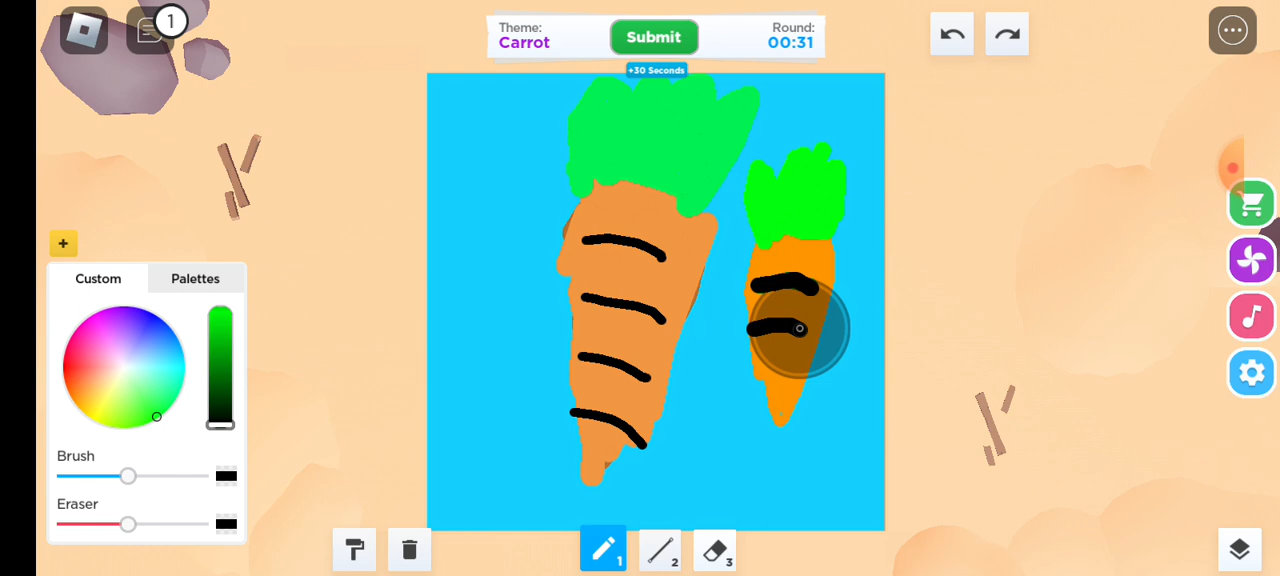 1
Theme:
Carrot
Submit
Round:
00:31
+30 Seconds
+
Custom
Palettes
Brush
Eraser
1
2
3